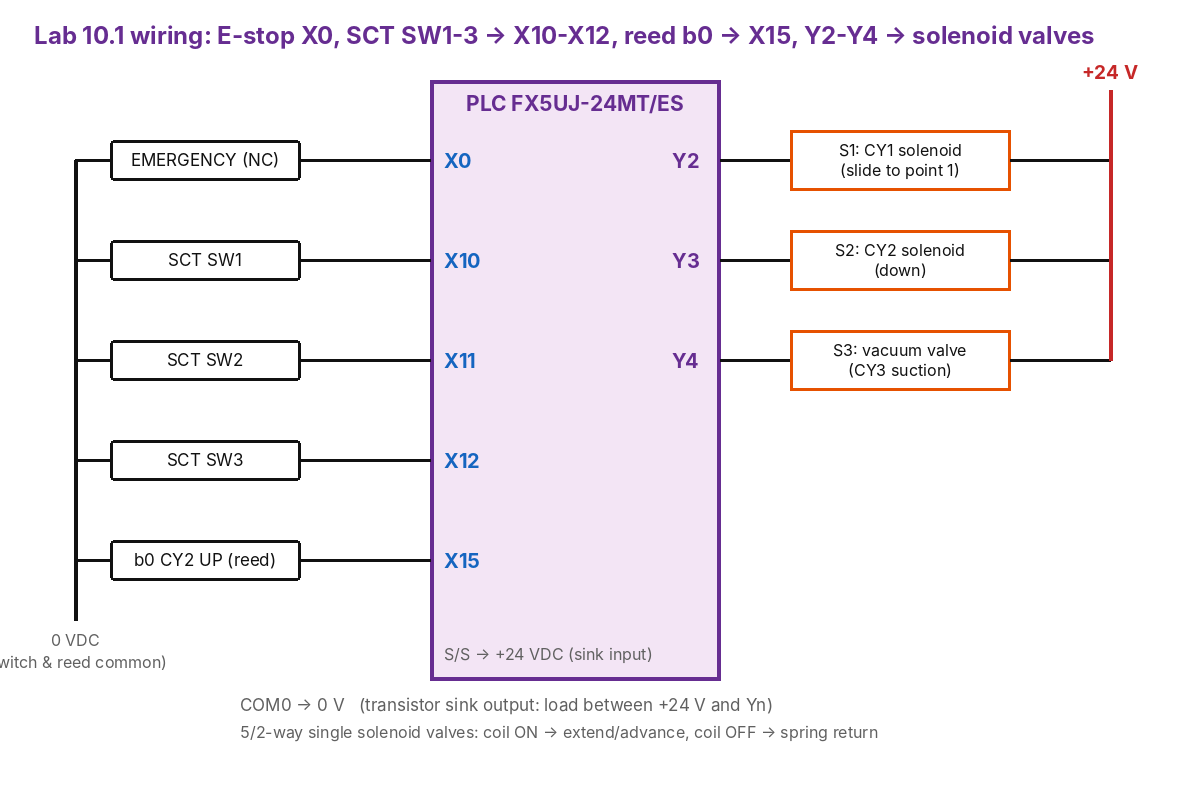 Lab 10.1 wiring: E-stop X0, SCT SW1-3 → X10-X12, reed b0 → X15, Y2-Y4 → solenoid valves
+24 V
PLC FX5UJ-24MT/ES
EMERGENCY (NC)
X0
Y2
S1: CY1 solenoid
(slide to point 1)
SCT SW1
X10
Y3
S2: CY2 solenoid
(down)
SCT SW2
X11
Y4
S3: vacuum valve
(CY3 suction)
SCT SW3
X12
b0 CY2 UP (reed)
X15
0 VDC
witch & reed common)
S/S → +24 VDC (sink input)
COM0 → 0 V (transistor sink output: load between +24 V and Yn)
5/2-way single solenoid valves: coil ON → extend/advance, coil OFF → spring return